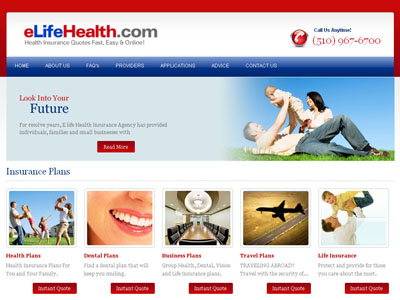 eLifeHealth.com
Health Insurance Quotes Fast, Easy & Online!
Call Us Anytime!
(510) 967-6700
HOME ABOUT US FAQ's PROVIDERS APPLICATIONS ADVICE CONTACT US
Look Into Your
Future
For resolve years, E life Health Insurance Agency has provided
individuals, families and small businesses with
Read More
Insurance Plans
Health Plans
Health Insurance Plans For
You and Your Family..
Instant Quote
Dental Plans
Find a dental plan that will
keep you smiling.
Instant Quote
Business Plans
Group Health, Dental, Vision
and Life Insurance plans.
Instant Quote
Travel Plans
TRAVELING ABROAD?
Travel with the security of...
Instant Quote
Life Insurance
Protect and provide for those
you care about the most.
Instant Quote